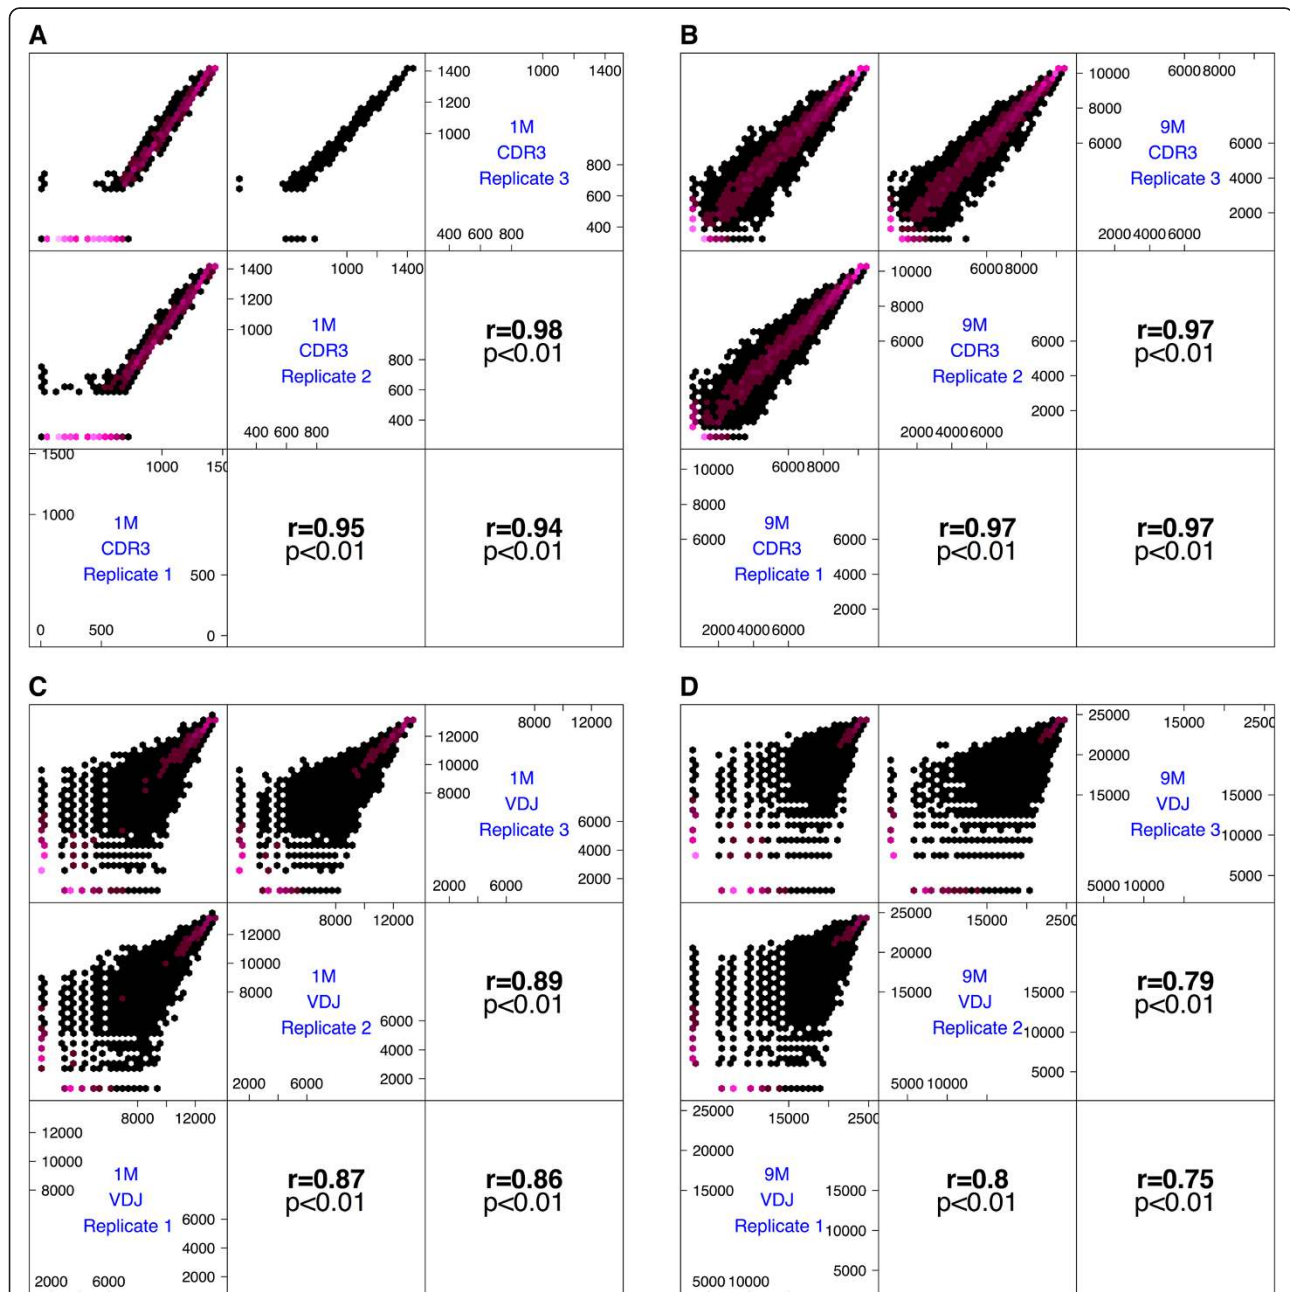 A
1000 1400
1400
1200
1000
1M
CDR3
Replicate 3
800
600
400
400 600 800
1000 1400
1400
1200
1000
1M
CDR3
Replicate 2
800
600
400
400 600 800
r=0.98
p<0.01
1500
1000 150
1000
1M
CDR3
Replicate 1
500
0
0 500
r=0.95
p<0.01
r=0.94
p<0.01
B
6000 8000
10000
8000
6000
9M
CDR3
Replicate 3
6000
4000
2000
2000 4000 6000
6000 8000
10000
8000
6000
9M
CDR3
Replicate 2
6000
4000
2000
2000 4000 6000
r=0.97
p<0.01
10000
6000 8000
8000
6000
9M
CDR3
Replicate 1
6000
4000
2000
2000 4000 6000
r=0.97
p<0.01
r=0.97
p<0.01
C
8000 12000
12000
10000
8000
1M
VDJ
Replicate 3
6000
4000
2000
2000 6000
8000 12000
12000
10000
8000
1M
VDJ
Replicate 2
6000
4000
2000
2000 6000
r=0.89
p<0.01
8000 12000
12000
10000
8000
1M
VDJ
Replicate 1
6000
4000
2000
2000 6000
r=0.87
p<0.01
r=0.86
p<0.01
D
25000
15000 2500
20000
15000
9M
VDJ
Replicate 3
15000
10000
5000
5000 10000
25000
15000 2500
20000
15000
9M
VDJ
Replicate 2
15000
10000
5000
5000 10000
r=0.79
p<0.01
25000
15000 2500
20000
15000
9M
VDJ
Replicate 1
15000
10000
5000
5000 10000
r=0.8
p<0.01
r=0.75
p<0.01